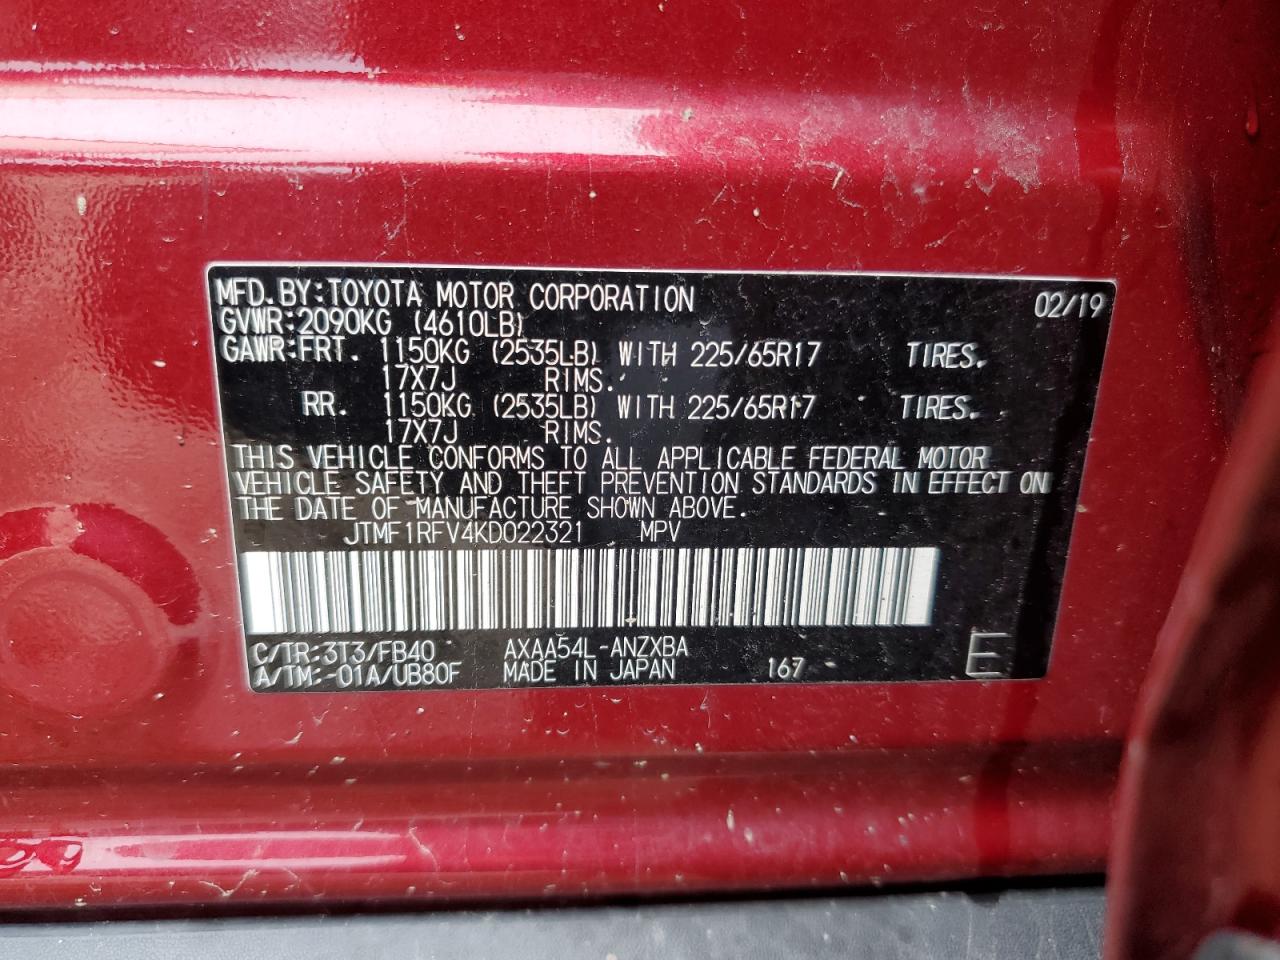 MFD.BY:TOYOTA MOTOR CORPORATION 02/19
GVWR:2090KG (4610LB)
GAWR:FRT. 1150KG (2535LB) WITH 225/65R17 TIRES.
17X7J RIMS.
RR. 1150KG (2535LB) WITH 225/65R17 TIRES.
17X7J RIMS.
THIS VEHICLE CONFORMS TO ALL APPLICABLE FEDERAL MOTOR
VEHICLE SAFETY AND THEFT PREVENTION STANDARDS IN EFFECT ON
THE DATE OF MANUFACTURE SHOWN ABOVE.
JTMF1RFV4KD022321 MPV
C/TR:3T3/FB40 AXAA54L-ANZXBA
A/TM:-01A/UB80F MADE IN JAPAN 167 E